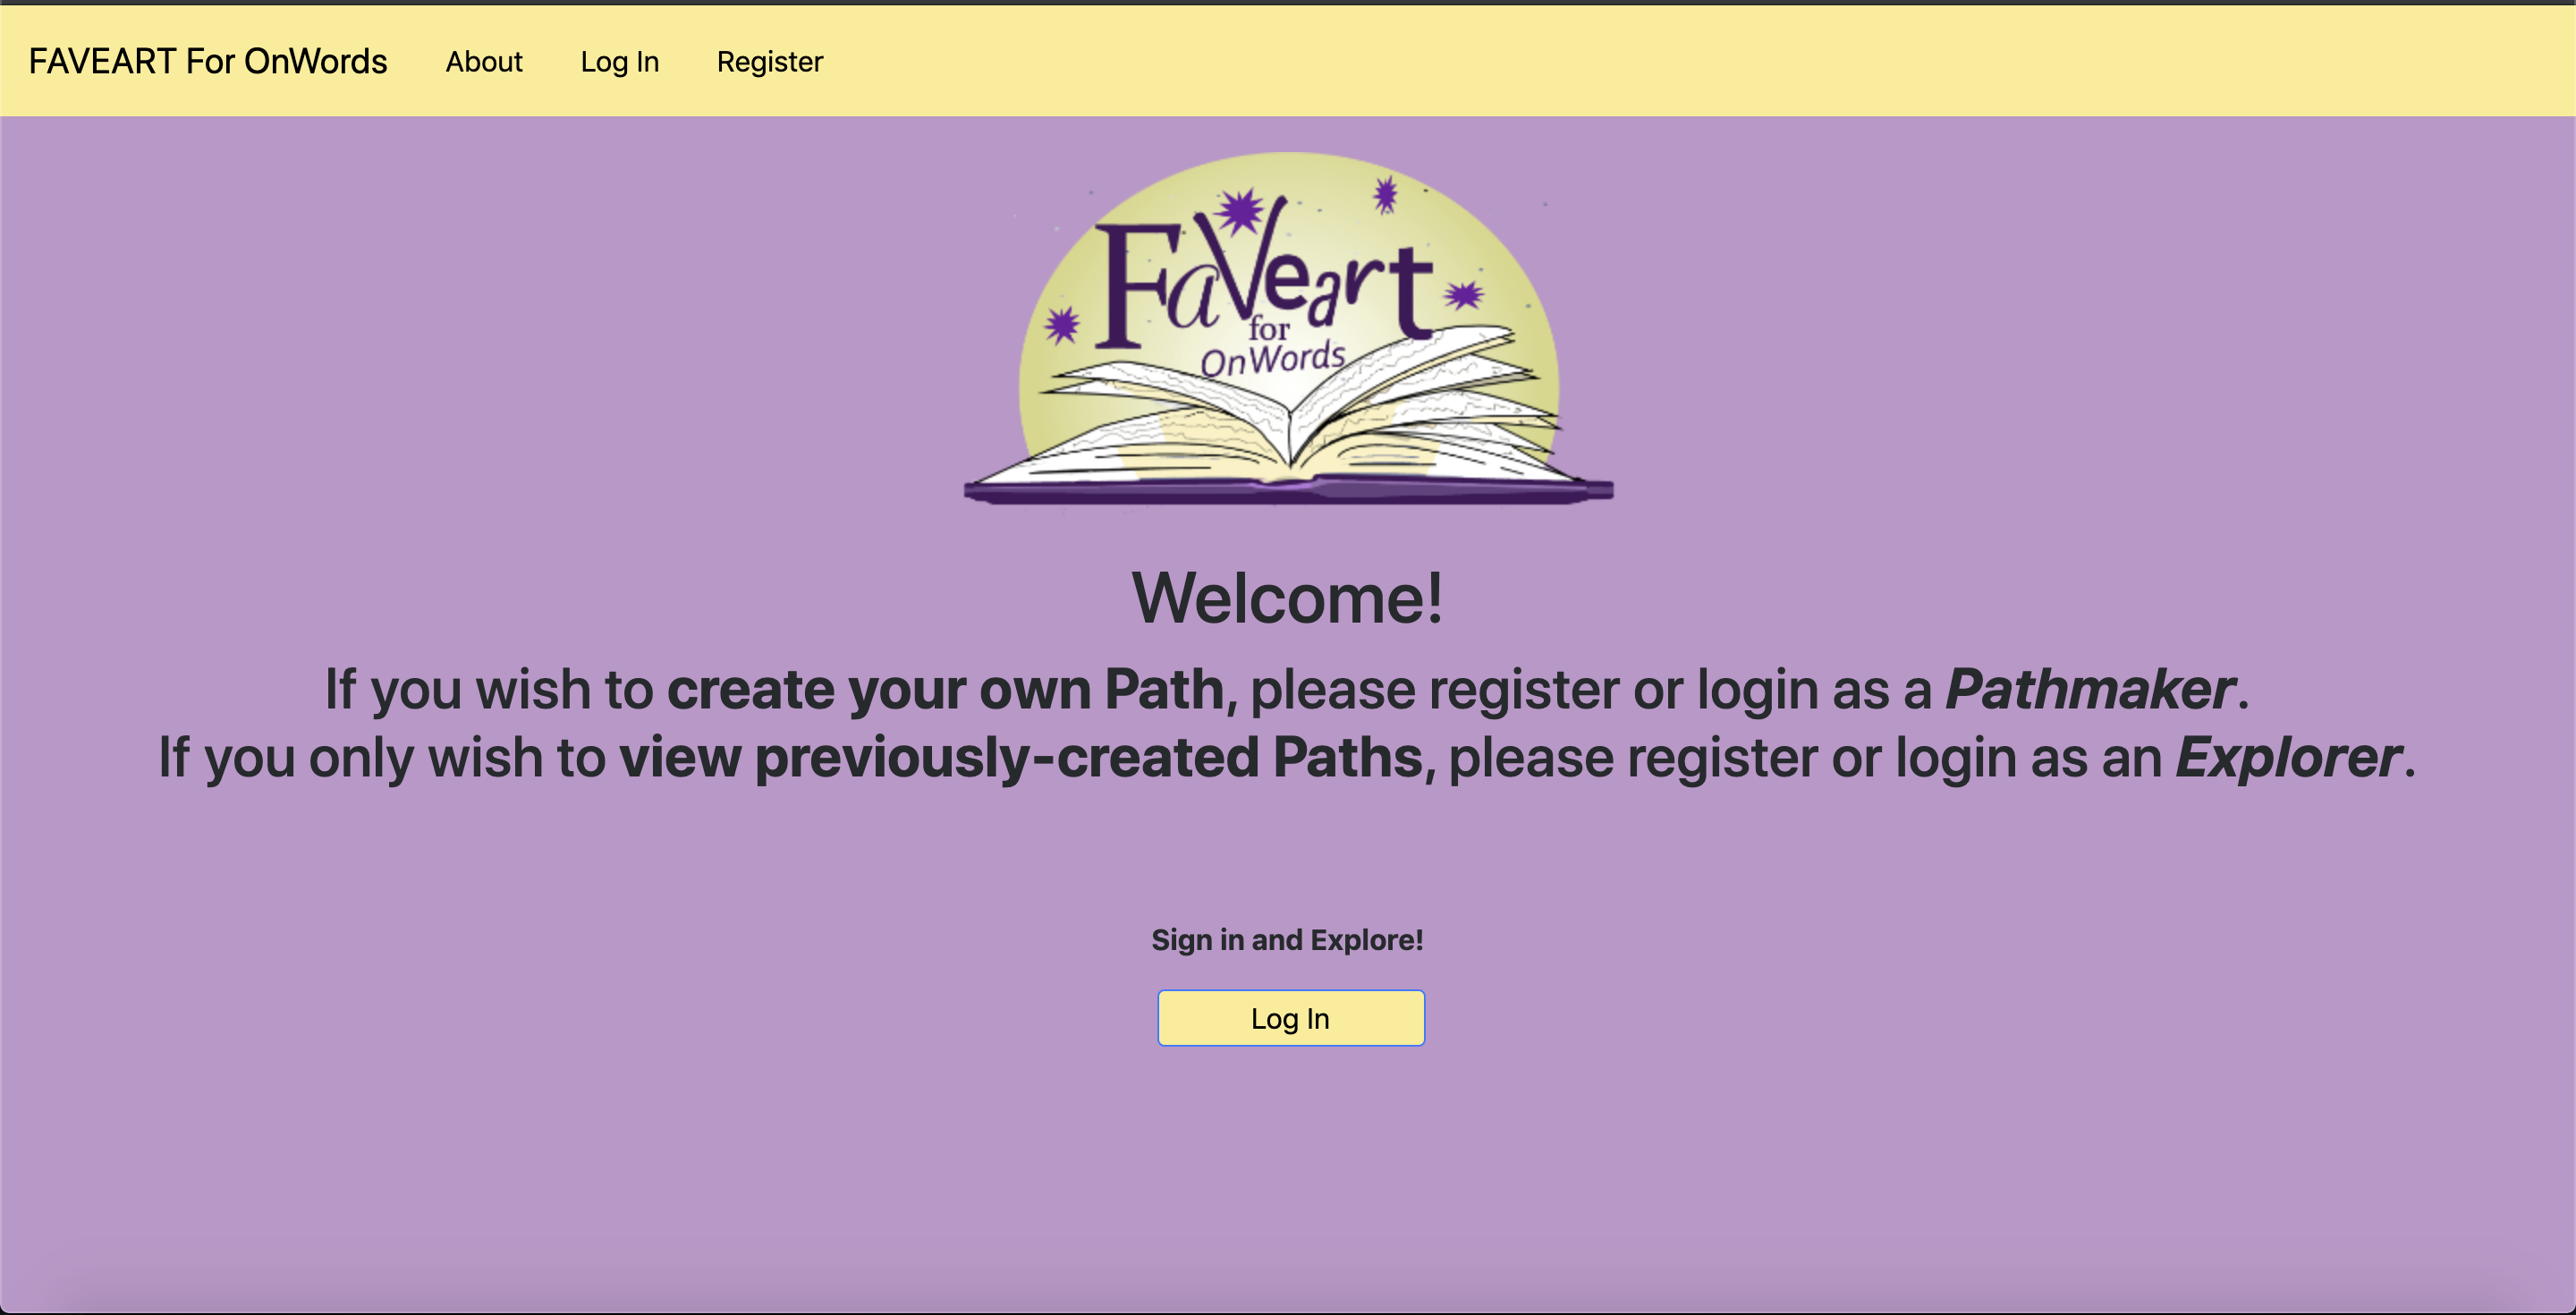 FAVEART For OnWords About Log In Register
FaVeart
for
OnWords
Welcome!
If you wish to create your own Path, please register or login as a Pathmaker.
If you only wish to view previously-created Paths, please register or login as an Explorer.
Sign in and Explore!
Log In